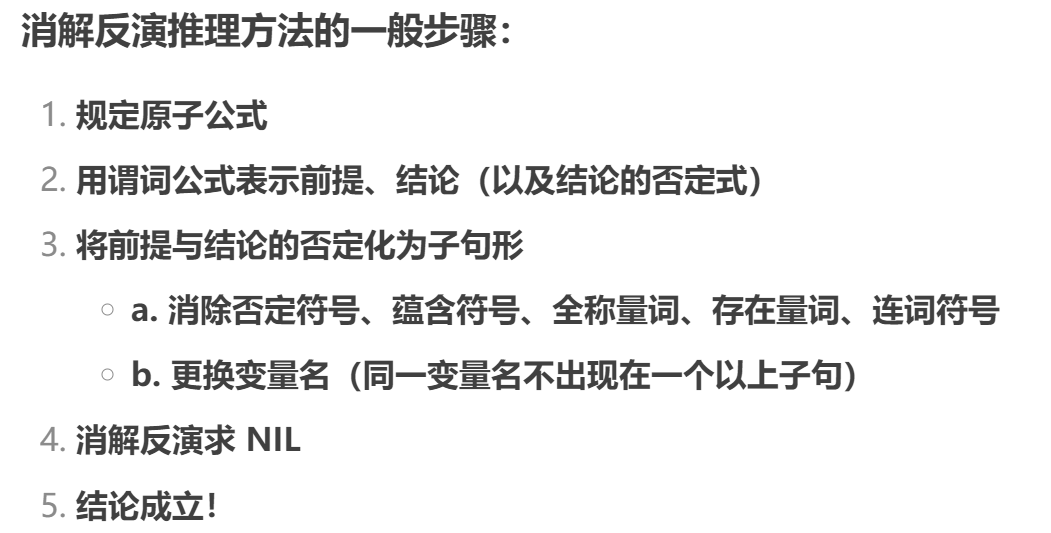 消解反演推理方法的一般步骤：
1. 规定原子公式
2. 用谓词公式表示前提、结论（以及结论的否定式）
3. 将前提与结论的否定化为子句形
a. 消除否定符号、蕴含符号、全称量词、存在量词、连词符号
b. 更换变量名（同一变量名不出现在一个以上子句）
4. 消解反演求 NIL
5. 结论成立！